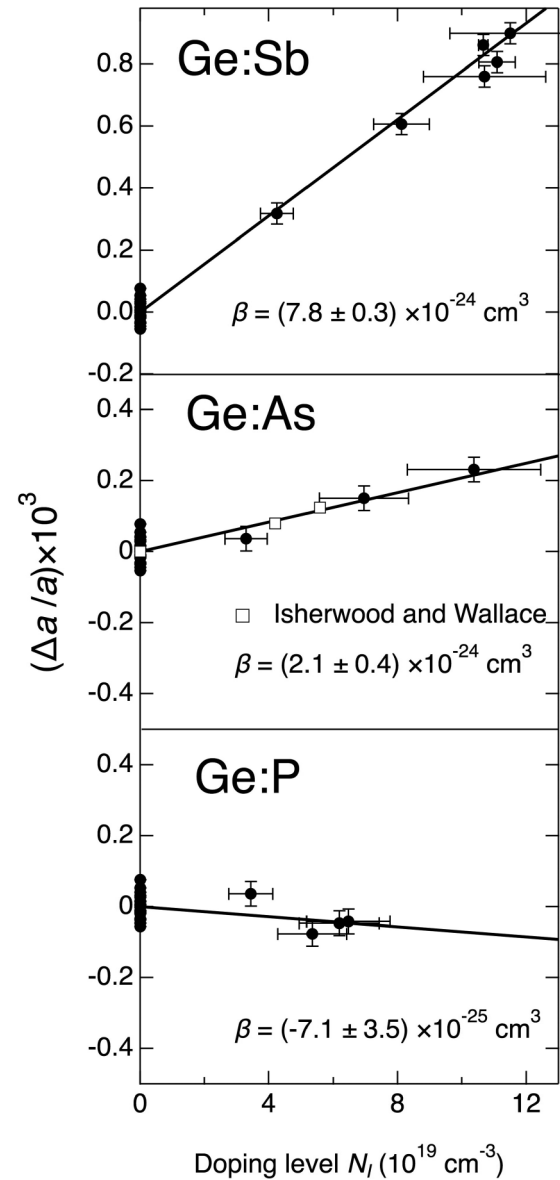 Ge:Sb
0.8
0.6
0.4
0.2
0.0
-0.2
β = (7.8 ± 0.3) ×10⁻²⁴ cm³
Ge:As
0.4
0.2
0
-0.2
-0.4
Isherwood and Wallace
β = (2.1 ± 0.4) ×10⁻²⁴ cm³
(Δa /a)×10³
Ge:P
0.4
0.2
0
-0.2
-0.4
β = (-7.1 ± 3.5) ×10⁻²⁵ cm³
0 4 8 12
Doping level N_I (10¹⁹ cm⁻³)